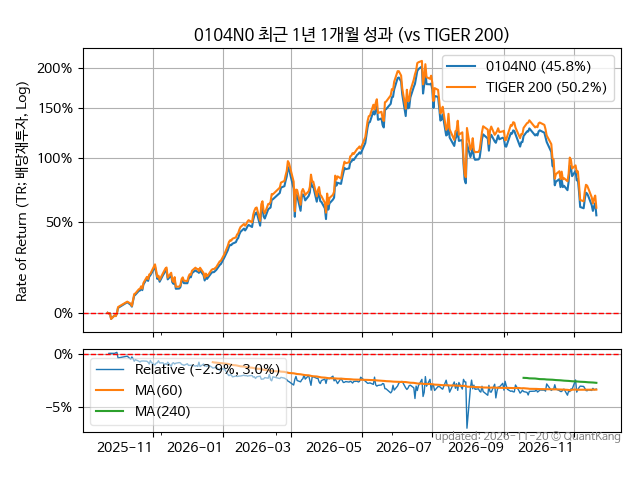 0104N0 최근 1년 1개월 성과 (vs TIGER 200)
Rate of Return (TR: 배당재투자, Log)
200%
150%
100%
50%
0%
0104N0 (45.8%)
TIGER 200 (50.2%)
0%
−5%
Relative (−2.9%, 3.0%)
MA(60)
MA(240)
updated: 2026-11-20 © QuantKang
2025−11
2026−01
2026−03
2026−05
2026−07
2026−09
2026−11